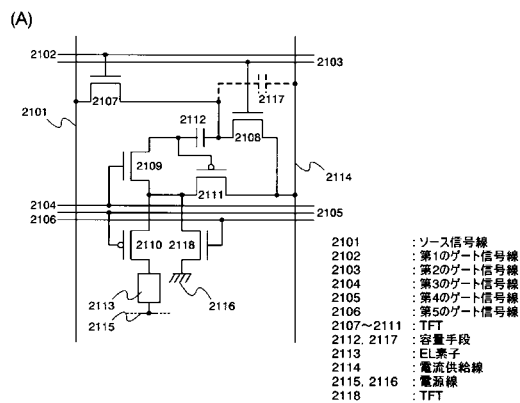 (A)
2102
2103
2107
2117
2101
2112
2108
2109
2111
2114
2104
2105
2106
2110
2118
2113
2116
2115
2101 : ソース信号線
2102 : 第1のゲート信号線
2103 : 第2のゲート信号線
2104 : 第3のゲート信号線
2105 : 第4のゲート信号線
2106 : 第5のゲート信号線
2107～2111 : TFT
2112, 2117 : 容量手段
2113 : EL素子
2114 : 電流供給線
2115, 2116 : 電源線
2118 : TFT